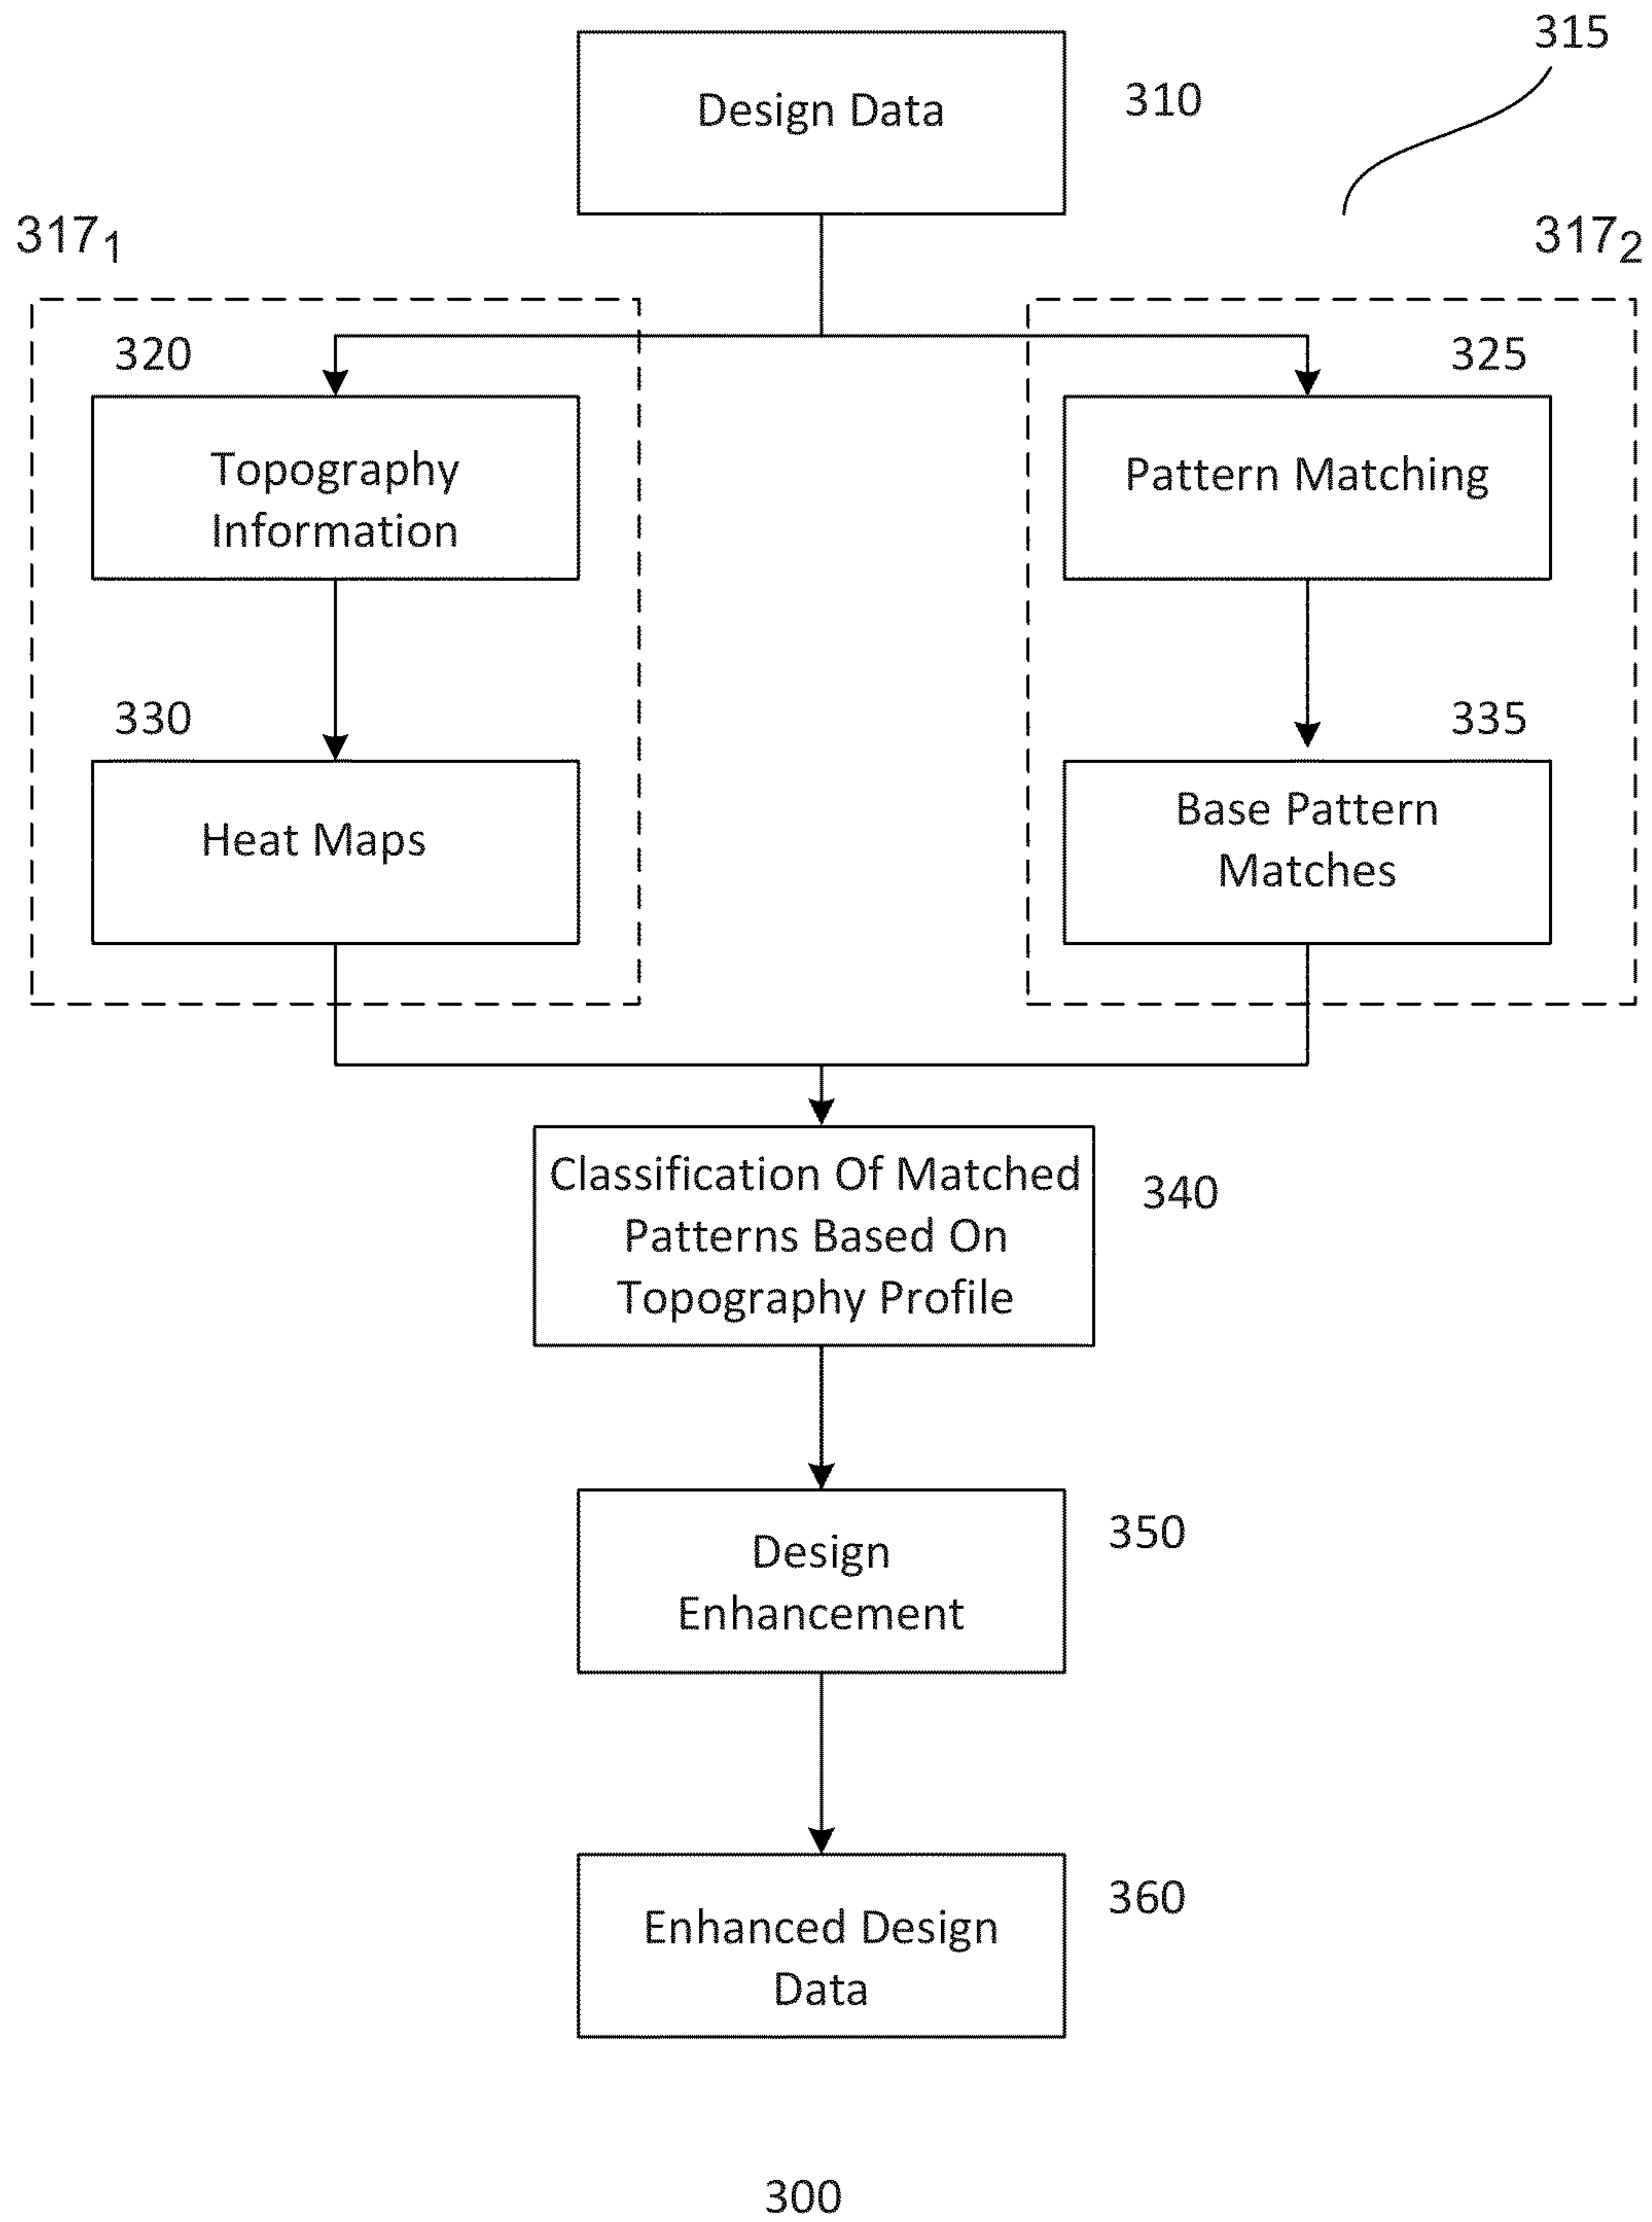 315
Design Data
310
317₁
317₂
320
325
Topography
Information
Pattern Matching
330
335
Heat Maps
Base Pattern
Matches
Classification Of Matched
Patterns Based On
Topography Profile
340
Design
Enhancement
350
Enhanced Design
Data
360
300